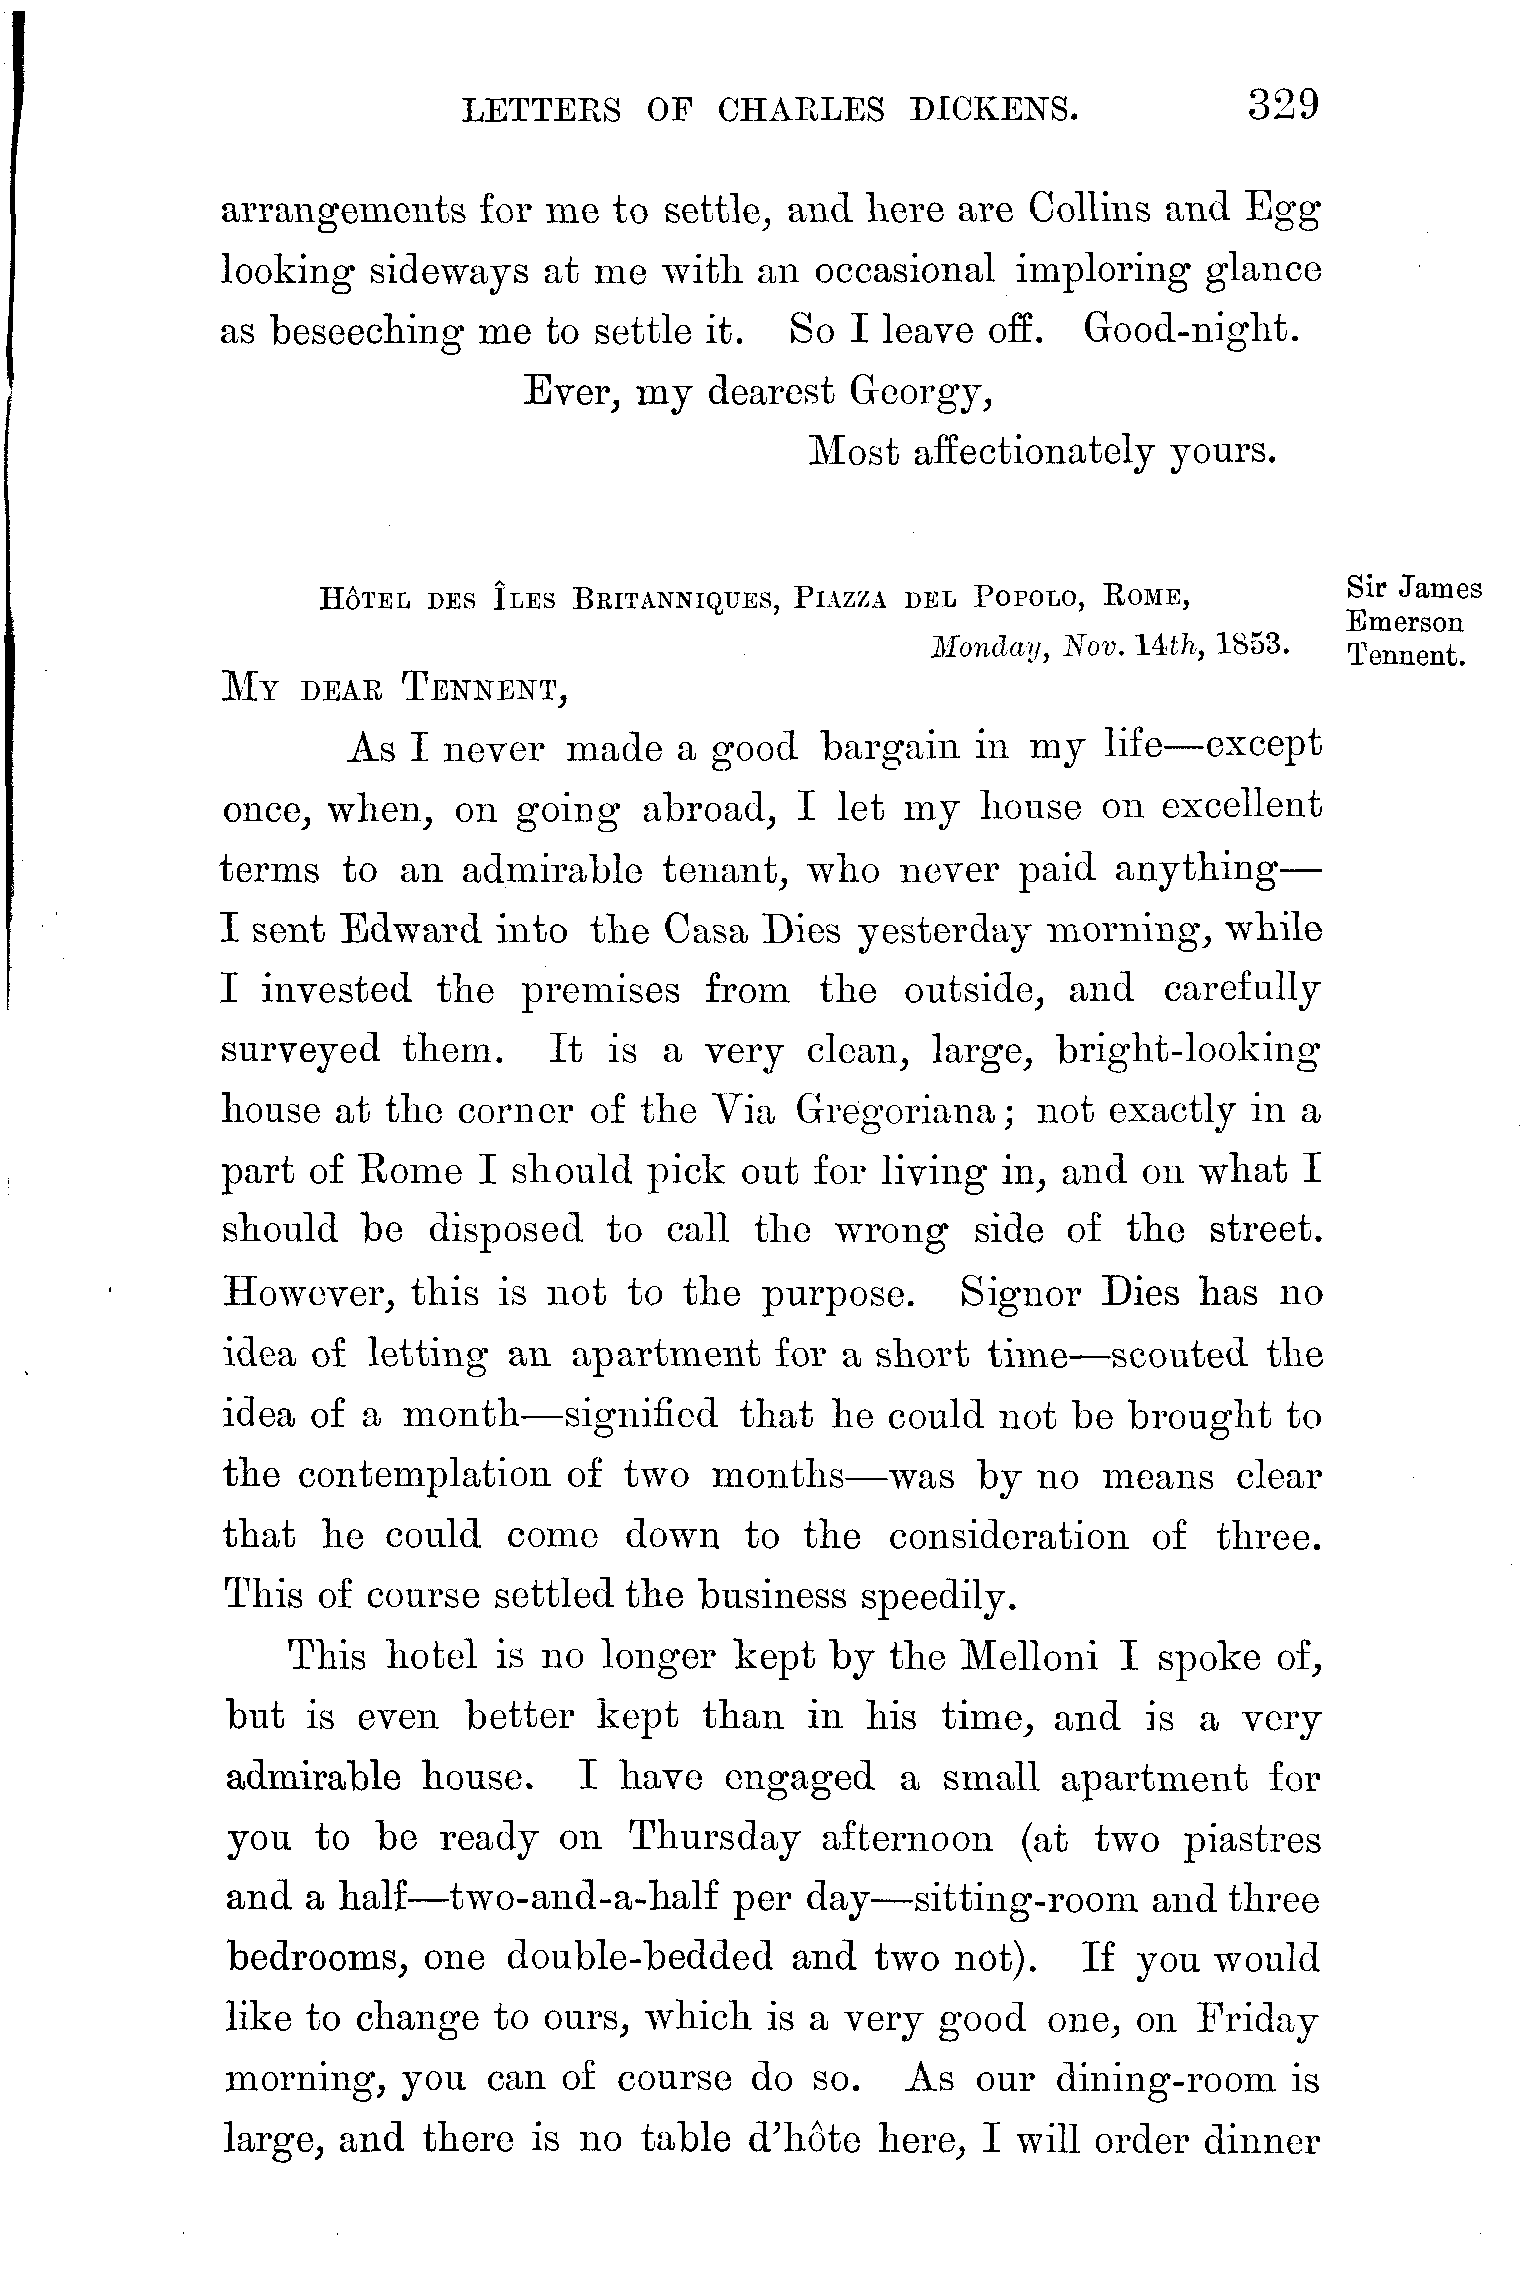 LETTERS OF CHARLES DICKENS. 329
arrangements for me to settle, and here are Collins and Egg
looking sideways at me with an occasional imploring glance
as beseeching me to settle it. So I leave off. Good-night.
Ever, my dearest Georgy,
Most affectionately yours.
Hôtel des Îles Britanniques, Piazza del Popolo, Rome,
Monday, Nov. 14th, 1853.
Sir James
Emerson
Tennent.
My dear Tennent,
As I never made a good bargain in my life—except
once, when, on going abroad, I let my house on excellent
terms to an admirable tenant, who never paid anything—
I sent Edward into the Casa Dies yesterday morning, while
I invested the premises from the outside, and carefully
surveyed them. It is a very clean, large, bright-looking
house at the corner of the Via Gregoriana; not exactly in a
part of Rome I should pick out for living in, and on what I
should be disposed to call the wrong side of the street.
However, this is not to the purpose. Signor Dies has no
idea of letting an apartment for a short time—scouted the
idea of a month—signified that he could not be brought to
the contemplation of two months—was by no means clear
that he could come down to the consideration of three.
This of course settled the business speedily.
This hotel is no longer kept by the Melloni I spoke of,
but is even better kept than in his time, and is a very
admirable house. I have engaged a small apartment for
you to be ready on Thursday afternoon (at two piastres
and a half—two-and-a-half per day—sitting-room and three
bedrooms, one double-bedded and two not). If you would
like to change to ours, which is a very good one, on Friday
morning, you can of course do so. As our dining-room is
large, and there is no table d'hôte here, I will order dinner